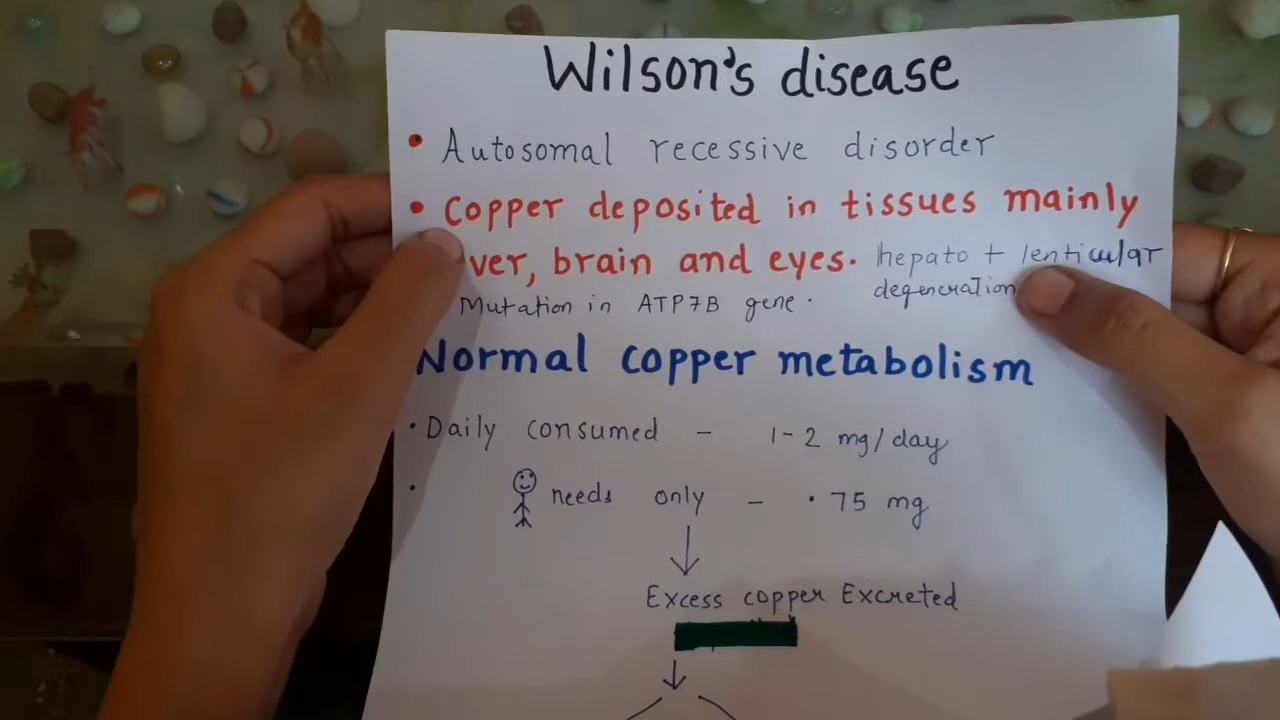 Wilson's disease
• Autosomal recessive disorder
• Copper deposited in tissues mainly
ver, brain and eyes. hepato + lenticular
degeneration
Mutation in ATP7B gene.
Normal copper metabolism
• Daily consumed - 1-2 mg/day
• needs only - .75 mg
Excess copper Excreted